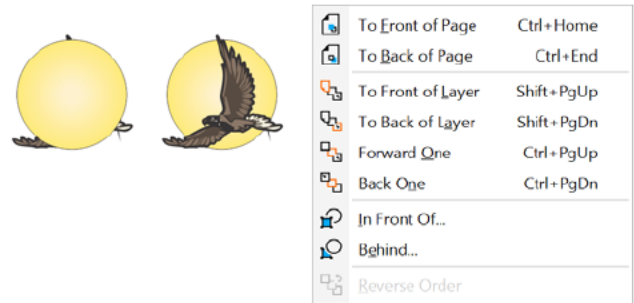 To Front of Page Ctrl+Home
To Back of Page Ctrl+End
To Front of Layer Shift+PgUp
To Back of Layer Shift+PgDn
Forward One Ctrl+PgUp
Back One Ctrl+PgDn
In Front Of...
Behind...
Reverse Order